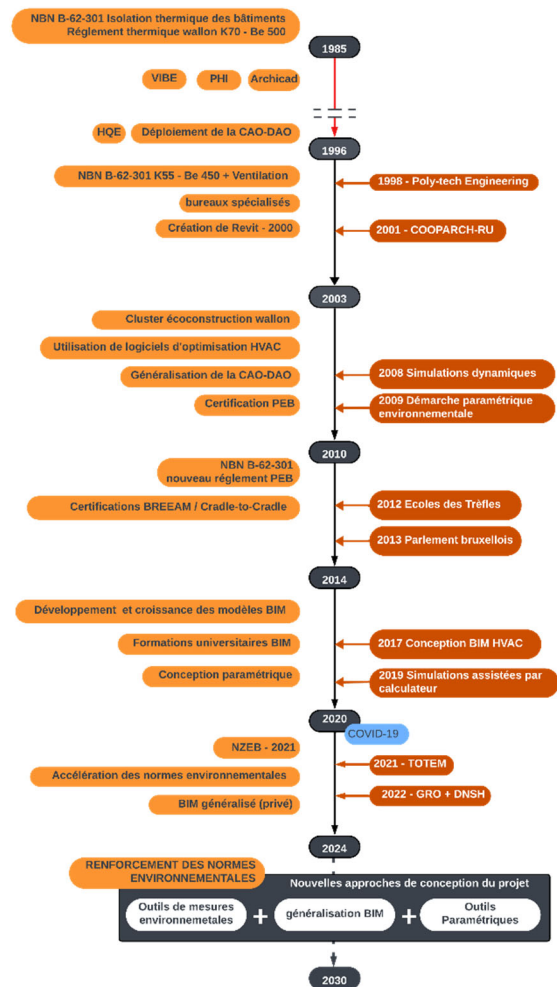 NBN B-62-301 Isolation thermique des bâtiments
Réglement thermique wallon K70 - Be 500
1985
VIBE
PHI
Archicad
HQE
Déploiement de la CAO-DAO
1996
NBN B-62-301 K55 - Be 450 + Ventilation
1998 - Poly-tech Engineering
bureaux spécialisés
Création de Revit - 2000
2001 - COOPARCH-RU
2003
Cluster écoconstruction wallon
Utilisation de logiciels d'optimisation HVAC
Généralisation de la CAO-DAO
2008 Simulations dynamiques
Certification PEB
2009 Démarche paramétrique
environnementale
2010
NBN B-62-301
nouveau réglement PEB
Certifications BREEAM / Cradle-to-Cradle
2012 Ecoles des Trèfles
2013 Parlement bruxellois
2014
Développement et croissance des modèles BIM
Formations universitaires BIM
2017 Conception BIM HVAC
Conception paramétrique
2019 Simulations assistées par
calculateur
2020
COVID-19
NZEB - 2021
2021 - TOTEM
Accélération des normes environnementales
BIM généralisé (privé)
2022 - GRO + DNSH
2024
RENFORCEMENT DES NORMES
ENVIRONNEMENTALES
Nouvelles approches de conception du projet
Outils de mesures
environnemetales
+
généralisation BIM
+
Outils
Paramétriques
2030